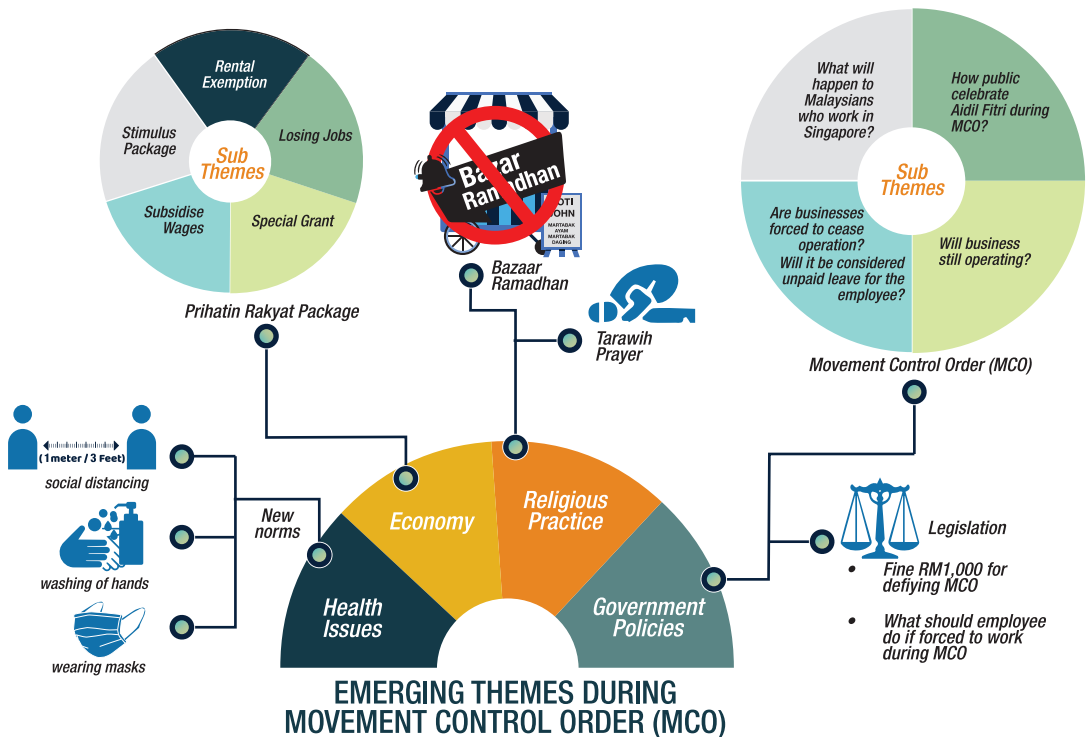 Rental
Exemption
Stimulus
Package
Sub
Themes
Losing Jobs
Subsidise
Wages
Special Grant
Prihatin Rakyat Package
Bazar
Ramadhan
OTI
OHN
MARTABAK
AYAM
MARTABAK
DAGING
Bazaar
Ramadhan
Tarawih
Prayer
What will
happen to
Malaysians
who work in
Singapore?
How public
celebrate
Aidil Fitri during
MCO?
Sub
Themes
Are businesses
forced to cease
operation?
Will it be considered
unpaid leave for the
employee?
Will business
still operating?
Movement Control Order (MCO)
(1meter / 3 Feet)
social distancing
washing of hands
wearing masks
New
norms
Health
Issues
Economy
Religious
Practice
Government
Policies
Legislation
• Fine RM1,000 for
defiying MCO
• What should employee
do if forced to work
during MCO
EMERGING THEMES DURING
MOVEMENT CONTROL ORDER (MCO)